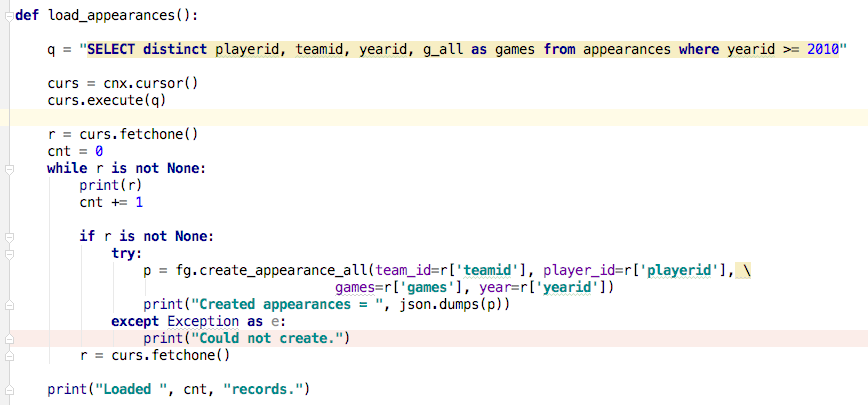 def load_appearances():

    q = "SELECT distinct playerid, teamid, yearid, g_all as games from appearances where yearid >= 2010"

    curs = cnx.cursor()
    curs.execute(q)

    r = curs.fetchone()
    cnt = 0
    while r is not None:
        print(r)
        cnt += 1

        if r is not None:
            try:
                p = fg.create_appearance_all(team_id=r['teamid'], player_id=r['playerid'], \
                                        games=r['games'], year=r['yearid'])
                print("Created appearances = ", json.dumps(p))
            except Exception as e:
                print("Could not create.")
        r = curs.fetchone()

    print("Loaded ", cnt, "records.")